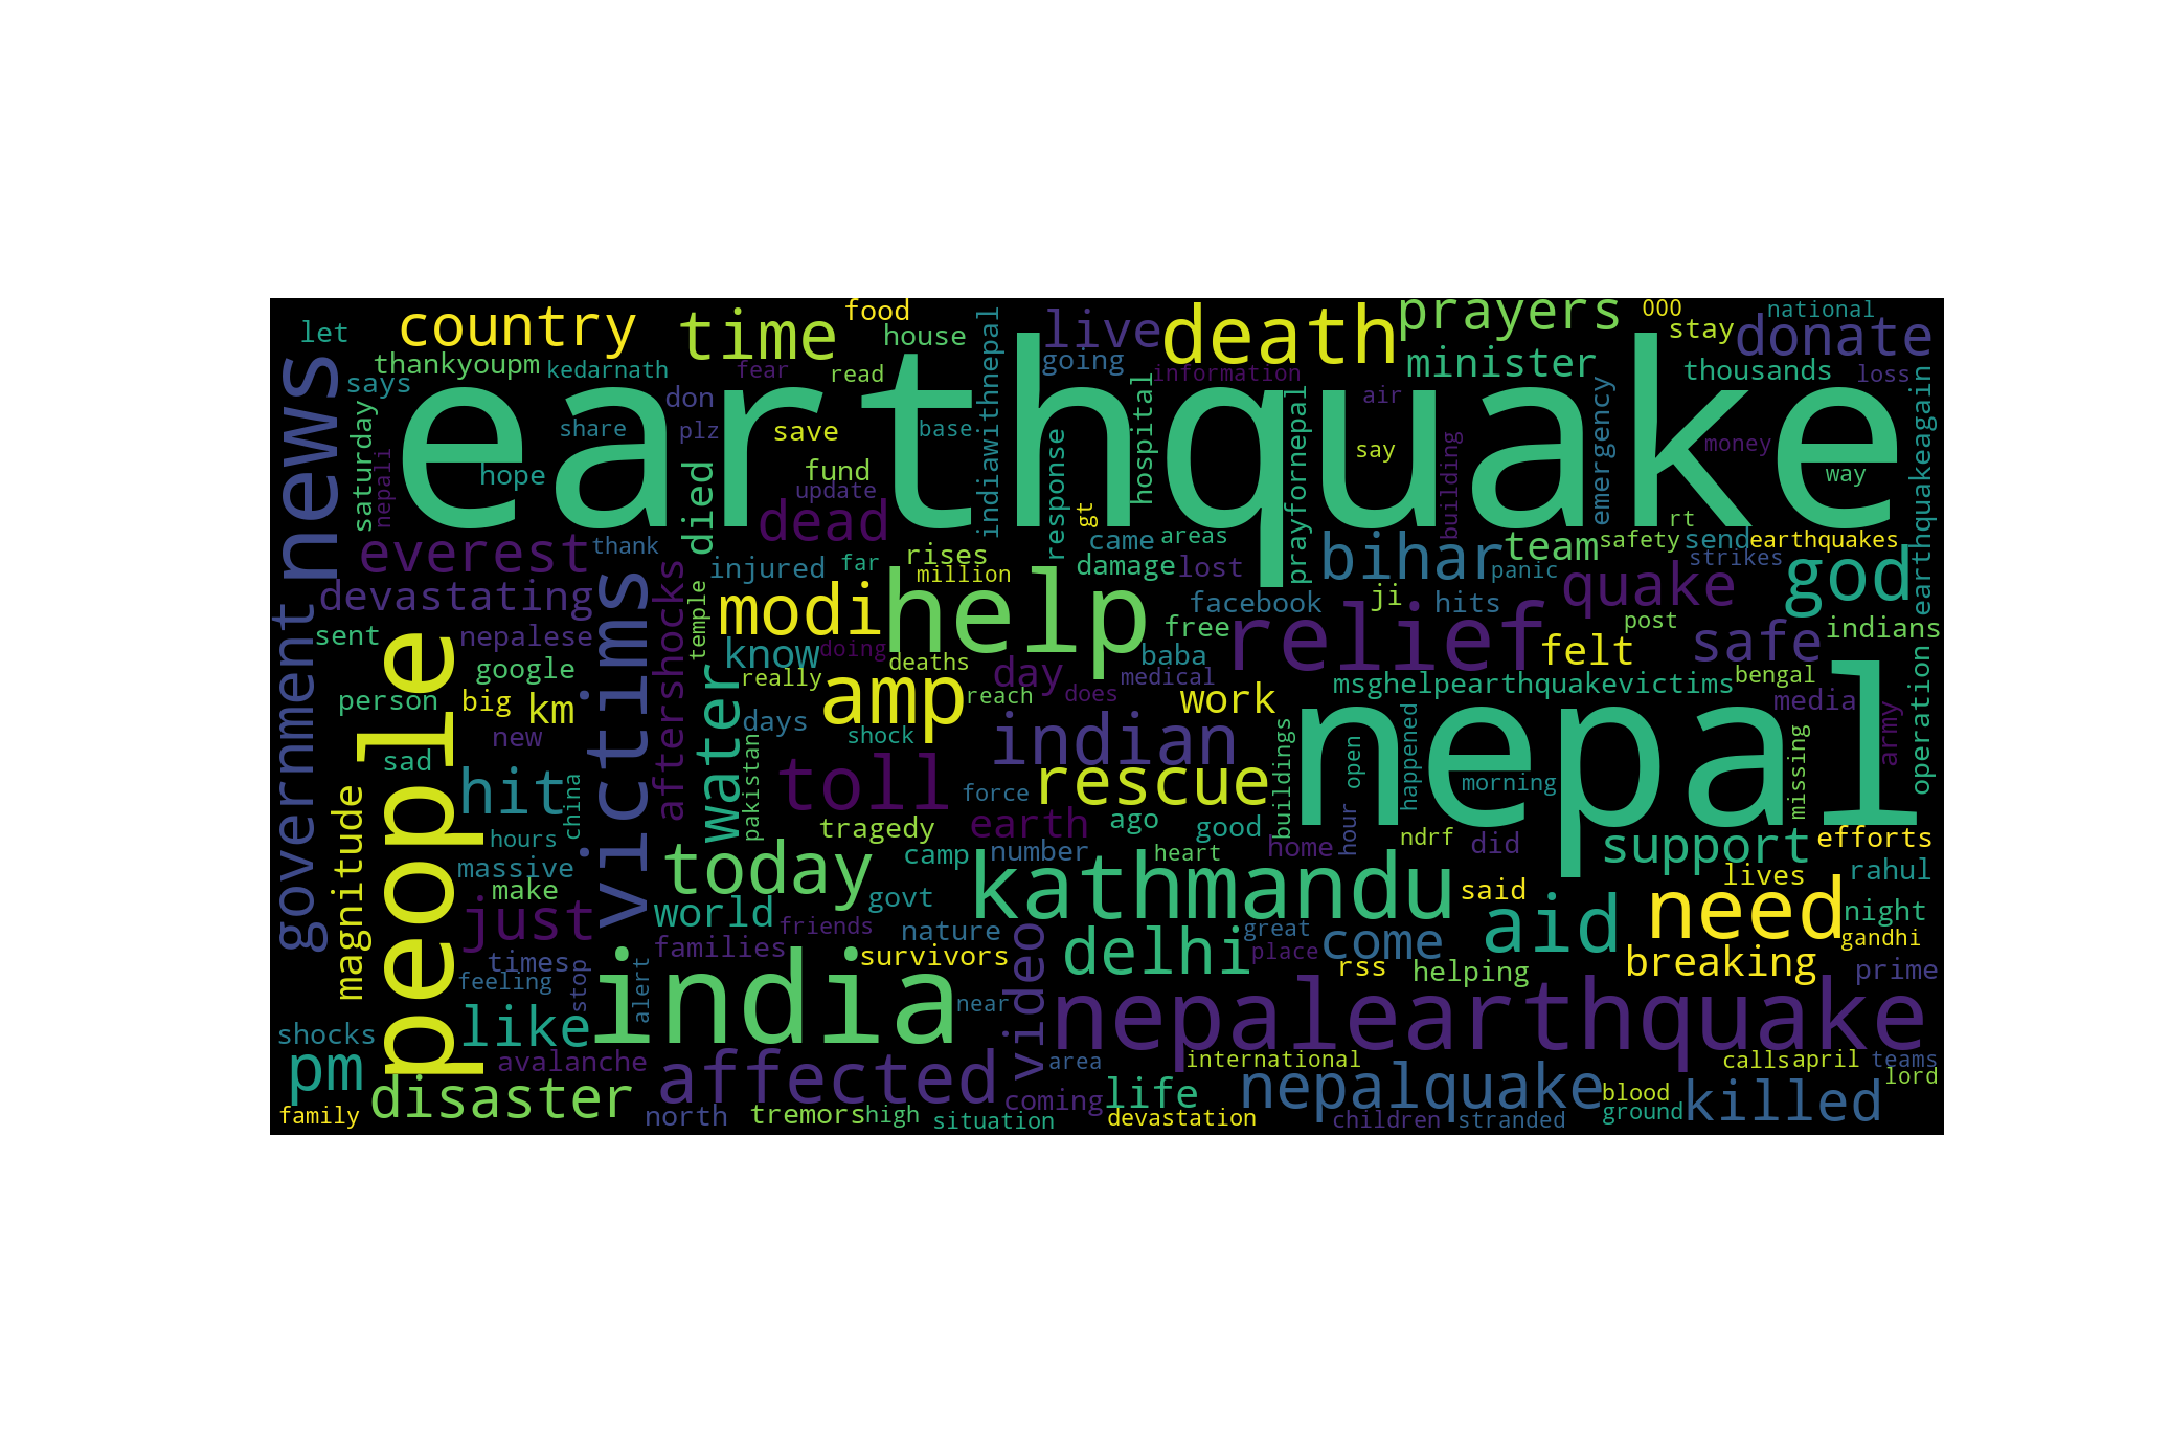 let
country
time
food
house
live
going
death
prayers
minister
000
stay
national
donate
thousands
loss
news
says
thankyoupm
kedarnath
fear
read
information
saturday
nepali
hope
share
don
plz
save
fund
update
base
earthquake
indiawithnepal
response
hospital
gt
prayfornepal
air
say
building
emergency
money
way
earthquakeagain
died
dead
everest
thank
devastating
injured
far
rises
million
came
areas
damage
lost
bihar
team
rt
safety
send
earthquakes
strikes
panic
quake
god
government
sent
nepalese
google
person
big
km
new
people
victims
aftershocks
temple
modi
help
know
doing
deaths
really
amp
reach
day
does
facebook
free
baba
medical
work
relief
ji
hits
felt
post
safe
indians
msghelpearthquakevictims
bengal
media
army
operation
water
days
shock
pakistan
indian
sad
hit
china
hours
massive
make
magnitude
toll
force
rescue
buildings
nepal
happened
open
hour
morning
missing
tragedy
earth
ago
good
number
camp
heart
home
ndrf
did
support
efforts
today
kathmandu
said
lives
rahul
just
world
govt
friends
nature
families
survivors
delhi
great
place
come
aid
need
night
gandhi
times
feeling
stop
alert
india
near
video
rss
helping
breaking
prime
like
shocks
pm
avalanche
affected
nepalearthquake
area
international
calls
april
teams
lord
disaster
family
north
tremors
high
situation
coming
life
devastation
nepalquake
children
stranded
blood
ground
killed